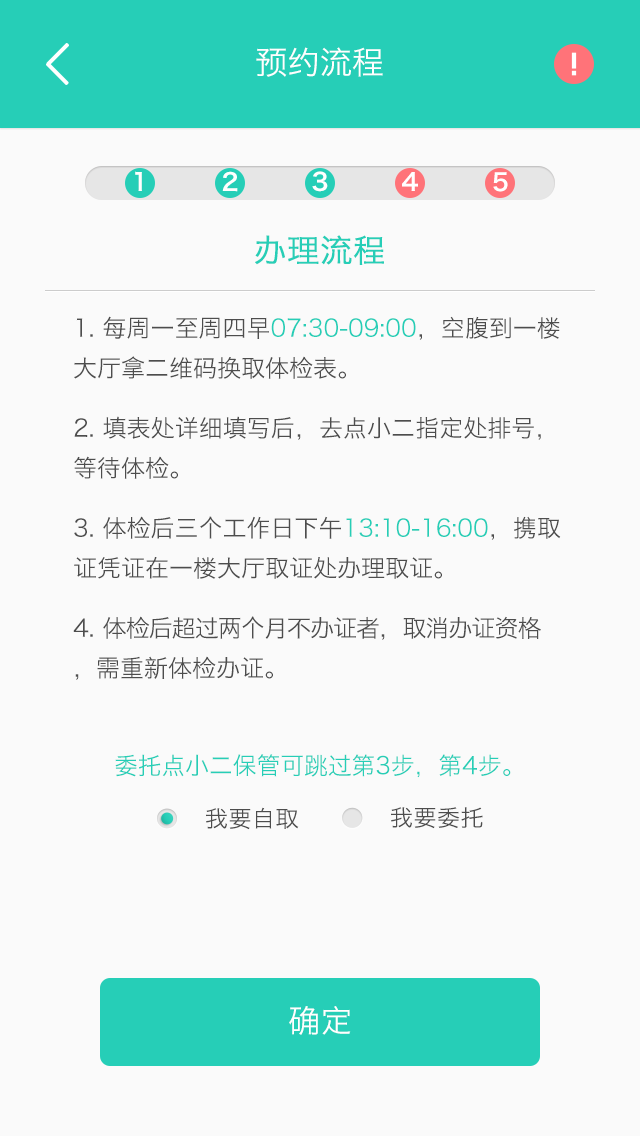 预约流程
!
1 2 3 4 5
办理流程
1. 每周一至周四早07:30-09:00，空腹到一楼
大厅拿二维码换取体检表。
2. 填表处详细填写后，去点小二指定处排号，
等待体检。
3. 体检后三个工作日下午13:10-16:00，携取
证凭证在一楼大厅取证处办理取证。
4. 体检后超过两个月不办证者，取消办证资格
，需重新体检办证。
委托点小二保管可跳过第3步，第4步。
我要自取 我要委托
确定